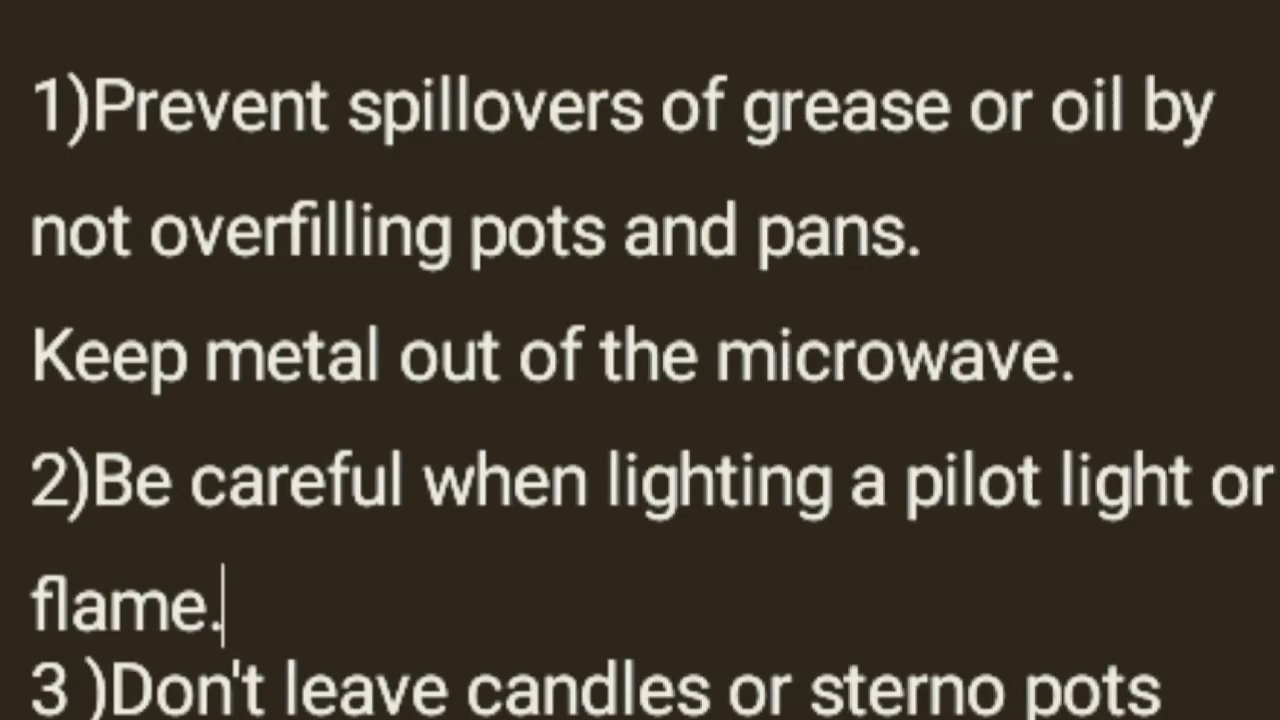 1)Prevent spillovers of grease or oil by
not overfilling pots and pans.
Keep metal out of the microwave.
2)Be careful when lighting a pilot light or
flame.
3 )Don't leave candles or sterno pots